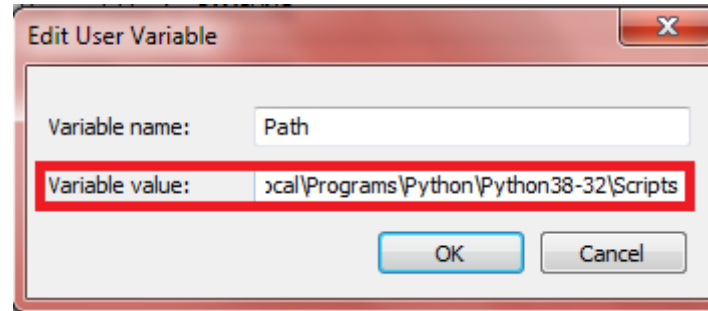 Edit User Variable
Variable name: Path
Variable value: ocal\Programs\Python\Python38-32\Scripts
OK Cancel